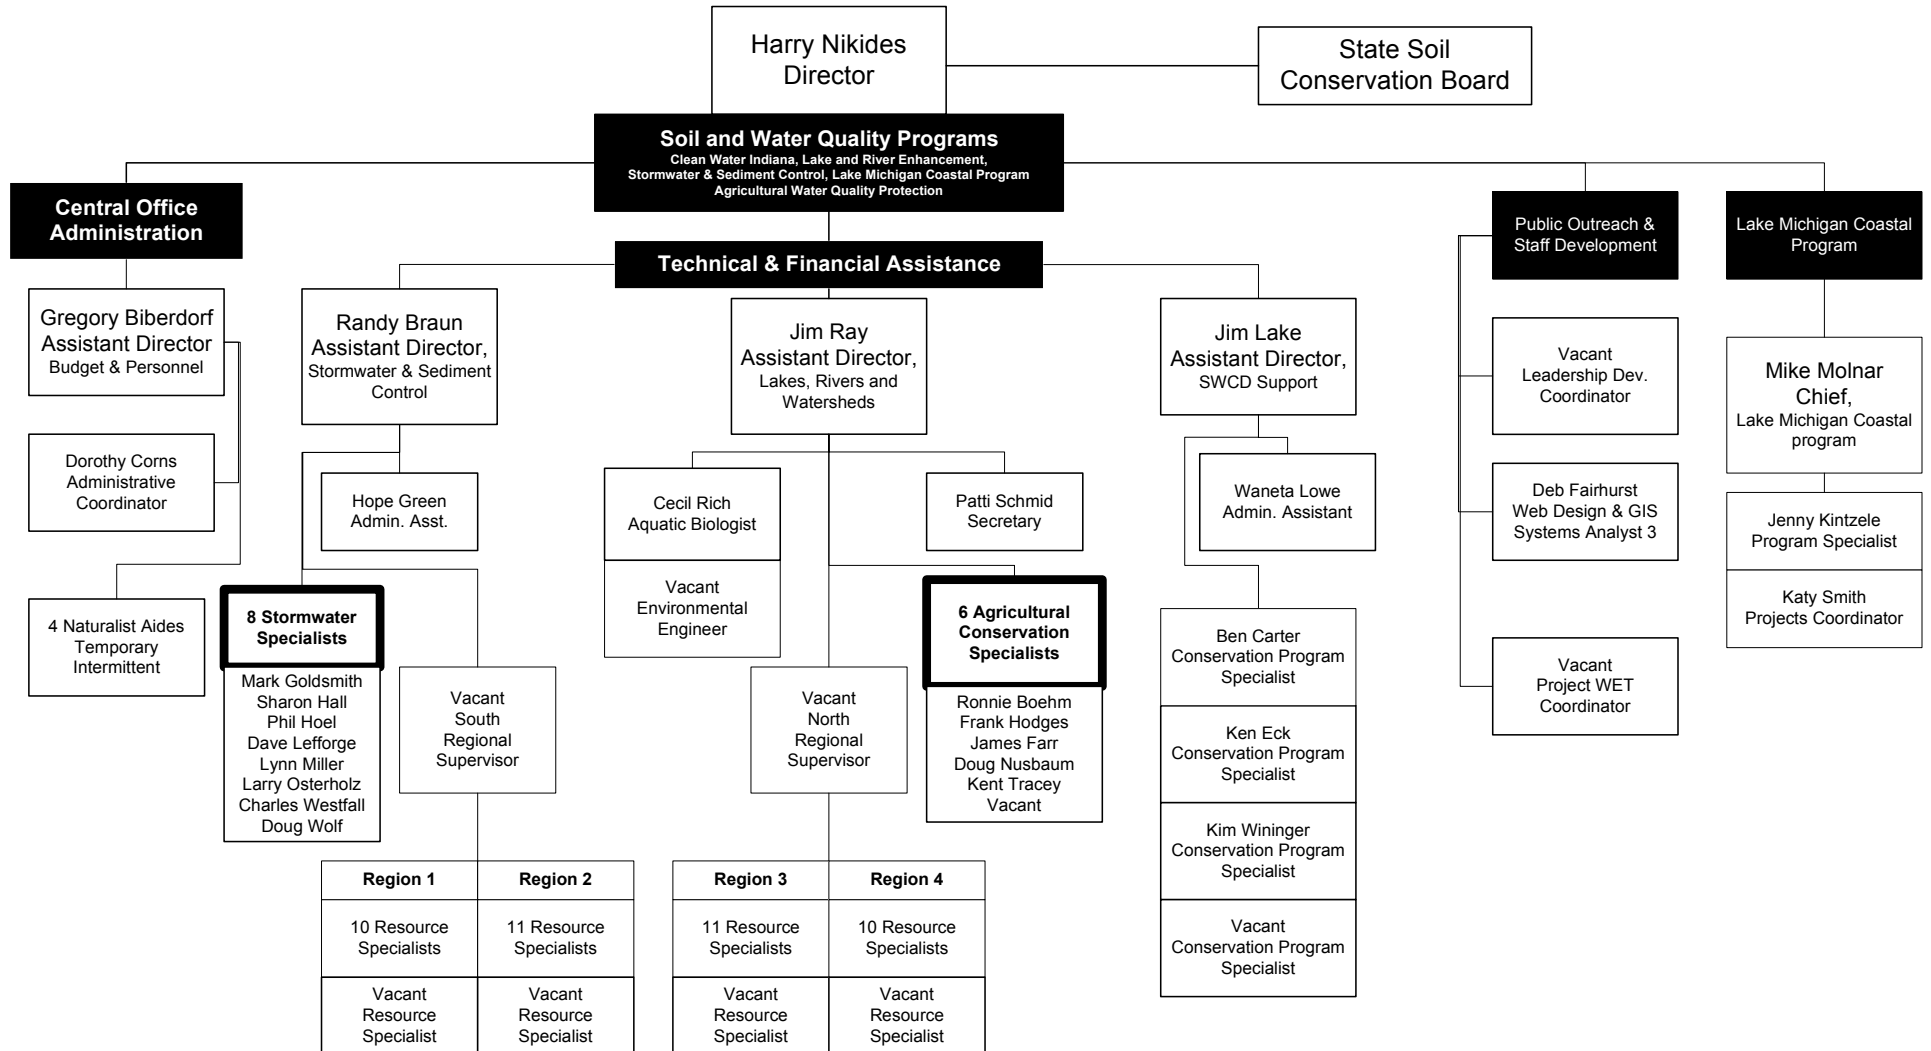 Harry Nikides
Director
State Soil
Conservation Board
Soil and Water Quality Programs
Clean Water Indiana, Lake and River Enhancement,
Stormwater & Sediment Control, Lake Michigan Coastal Program
Agricultural Water Quality Protection
Central Office
Administration
Technical & Financial Assistance
Public Outreach &
Staff Development
Lake Michigan Coastal
Program
Gregory Biberdorf
Assistant Director
Budget & Personnel
Dorothy Corns
Administrative
Coordinator
4 Naturalist Aides
Temporary
Intermittent
Randy Braun
Assistant Director,
Stormwater & Sediment
Control
Hope Green
Admin. Asst.
8 Stormwater
Specialists
Mark Goldsmith
Sharon Hall
Phil Hoel
Dave Lefforge
Lynn Miller
Larry Osterholz
Charles Westfall
Doug Wolf
Vacant
South
Regional
Supervisor
Region 1
10 Resource
Specialists
Vacant
Resource
Specialist
Region 2
11 Resource
Specialists
Vacant
Resource
Specialist
Jim Ray
Assistant Director,
Lakes, Rivers and
Watersheds
Cecil Rich
Aquatic Biologist
Vacant
Environmental
Engineer
Patti Schmid
Secretary
Vacant
North
Regional
Supervisor
6 Agricultural
Conservation
Specialists
Ronnie Boehm
Frank Hodges
James Farr
Doug Nusbaum
Kent Tracey
Vacant
Region 3
11 Resource
Specialists
Vacant
Resource
Specialist
Region 4
10 Resource
Specialists
Vacant
Resource
Specialist
Jim Lake
Assistant Director,
SWCD Support
Waneta Lowe
Admin. Assistant
Ben Carter
Conservation Program
Specialist
Ken Eck
Conservation Program
Specialist
Kim Wininger
Conservation Program
Specialist
Vacant
Conservation Program
Specialist
Vacant
Leadership Dev.
Coordinator
Deb Fairhurst
Web Design & GIS
Systems Analyst 3
Vacant
Project WET
Coordinator
Mike Molnar
Chief,
Lake Michigan Coastal
program
Jenny Kintzele
Program Specialist
Katy Smith
Projects Coordinator